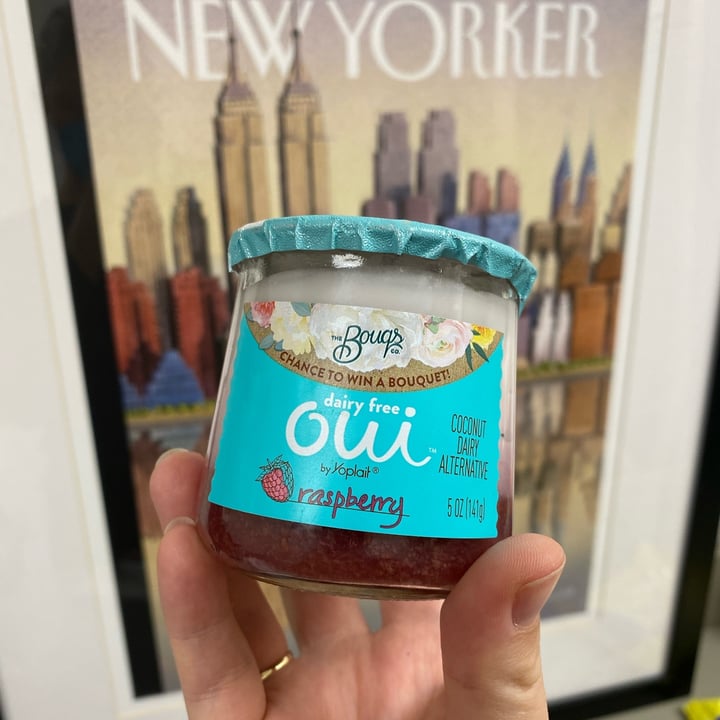 NEW YORKER
THE Bouqs CO.
CHANCE TO WIN A BOUQUET!
dairy free
oui™
by Yoplait®
raspberry
COCONUT
DAIRY
ALTERNATIVE
5 OZ (141g)